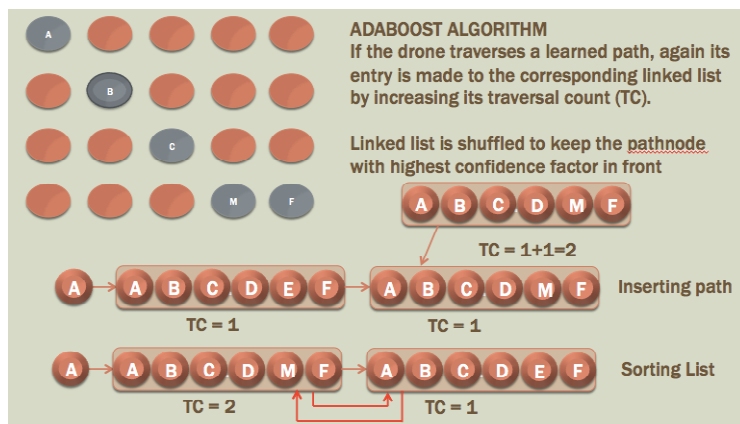 A
ADABOOST ALGORITHM
If the drone traverses a learned path, again its
entry is made to the corresponding linked list
by increasing its traversal count (TC).
B
Linked list is shuffled to keep the pathnode
with highest confidence factor in front
C
M F
A B C D M F
TC = 1+1=2
A A B C D E F A B C D M F Inserting path
TC = 1 TC = 1
A A B C D M F A B C D E F Sorting List
TC = 2 TC = 1